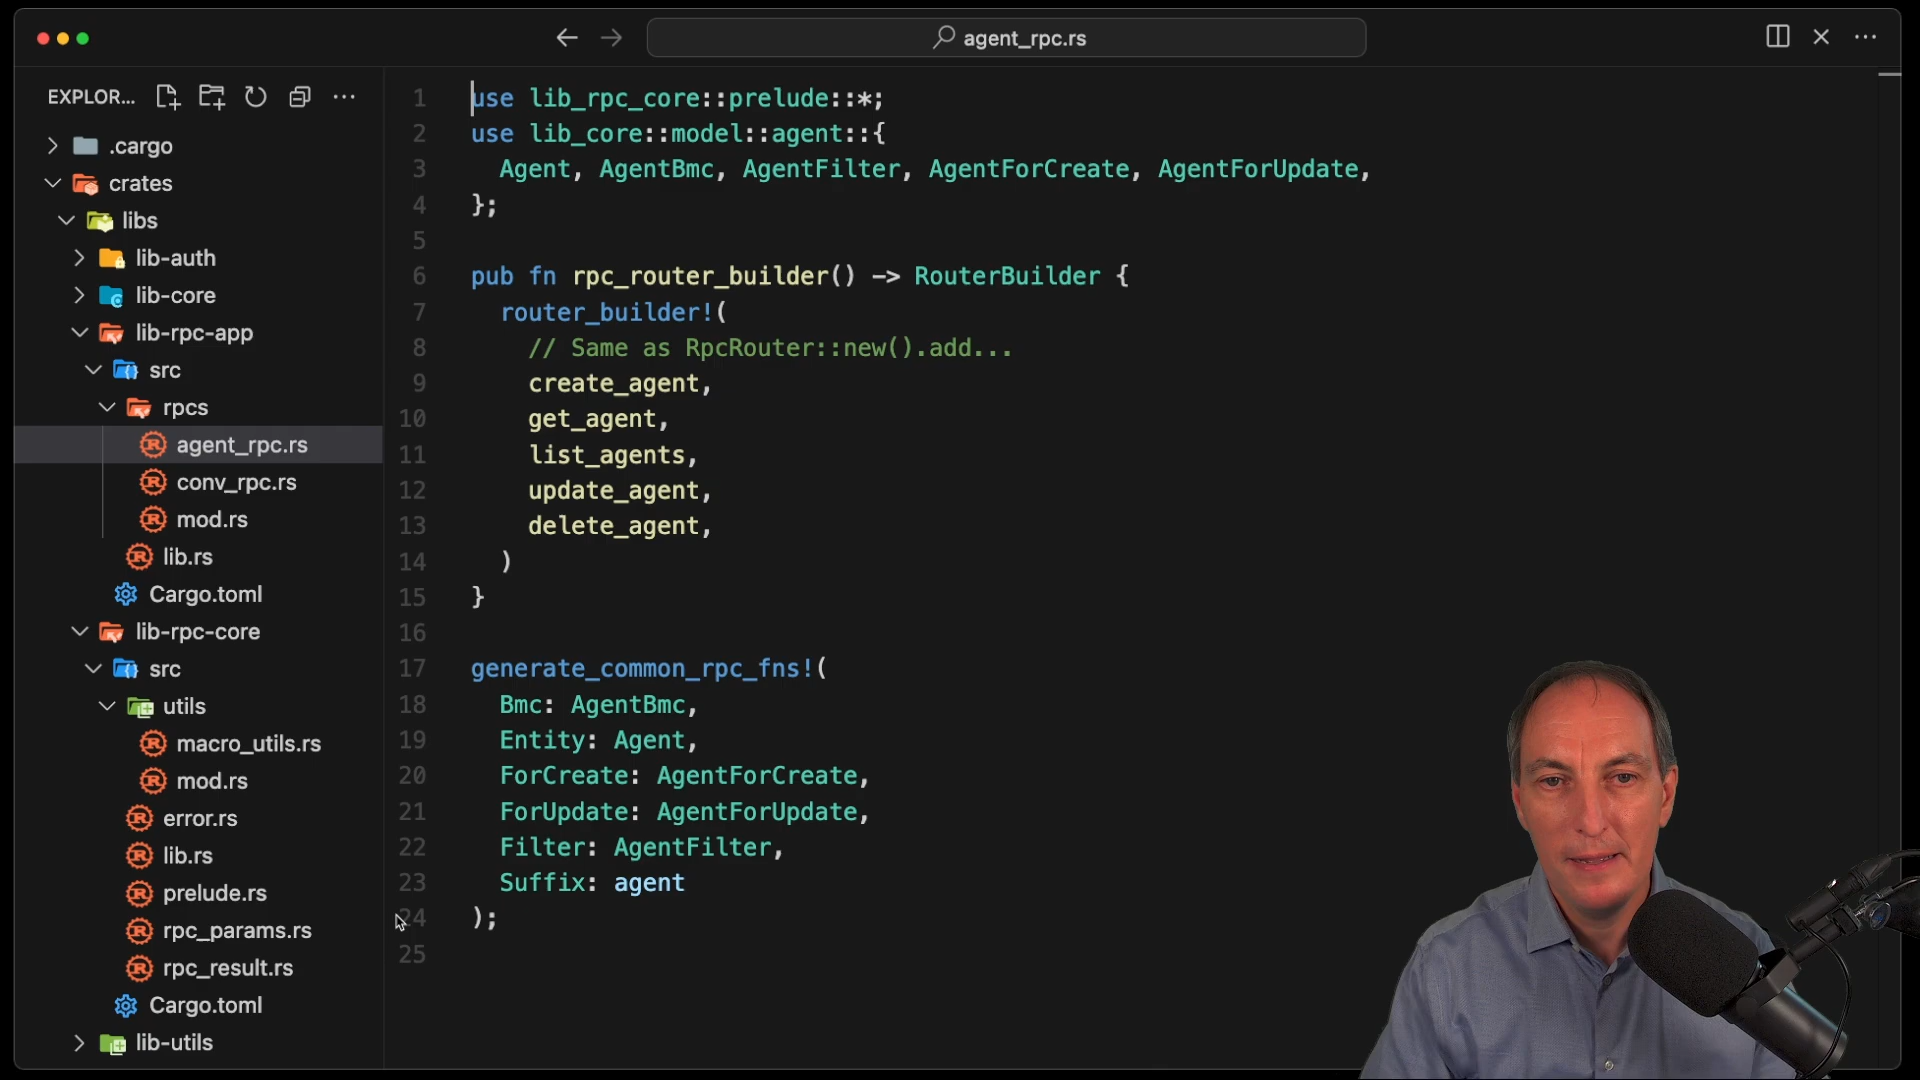 agent_rpc.rs
EXPLOR...
.cargo
crates
libs
lib-auth
lib-core
lib-rpc-app
src
rpcs
agent_rpc.rs
conv_rpc.rs
mod.rs
lib.rs
Cargo.toml
lib-rpc-core
src
utils
macro_utils.rs
mod.rs
error.rs
lib.rs
prelude.rs
rpc_params.rs
rpc_result.rs
Cargo.toml
lib-utils
1 use lib_rpc_core::prelude::*;
2 use lib_core::model::agent::{
3 Agent, AgentBmc, AgentFilter, AgentForCreate, AgentForUpdate,
4 };
5
6 pub fn rpc_router_builder() -> RouterBuilder {
7 router_builder!(
8 // Same as RpcRouter::new().add...
9 create_agent,
10 get_agent,
11 list_agents,
12 update_agent,
13 delete_agent,
14 )
15 }
16
17 generate_common_rpc_fns!(
18 Bmc: AgentBmc,
19 Entity: Agent,
20 ForCreate: AgentForCreate,
21 ForUpdate: AgentForUpdate,
22 Filter: AgentFilter,
23 Suffix: agent
24 );
25